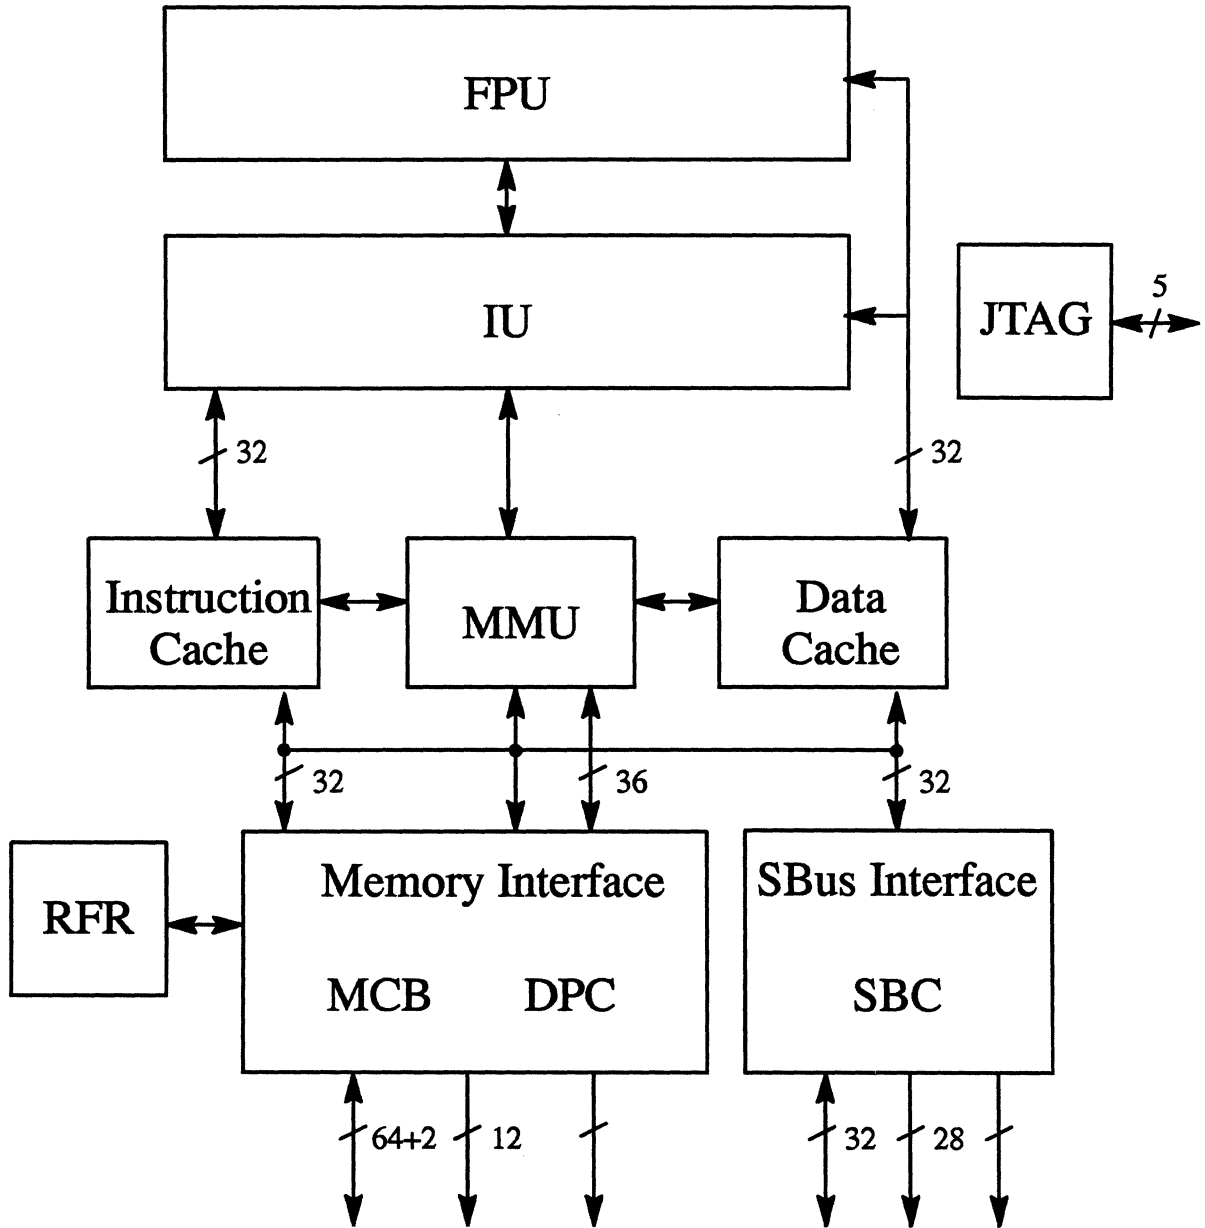 FPU
IU
JTAG
5
32
32
Instruction
Cache
MMU
Data
Cache
32
36
32
RFR
Memory Interface
MCB DPC
SBus Interface
SBC
64+2
12
32
28